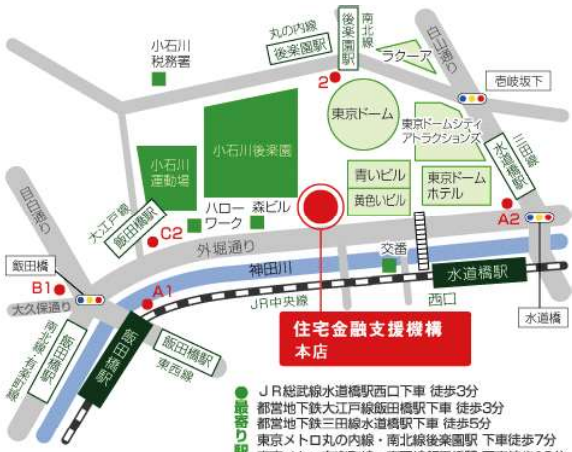 丸の内線
後楽園駅
後楽園駅
南北線
白山通り
小石川
税務署
ラクーア
2
壱岐坂下
東京ドーム
東京ドームシティ
アトラクションズ
小石川後楽園
三田線
水道橋駅
小石川
運動場
青いビル
黄色いビル
東京ドーム
ホテル
目白通り
大江戸線
飯田橋駅
ハロー
ワーク
森ビル
C2
A2
外堀通り
交番
飯田橋
神田川
水道橋駅
B1
大久保通り
A1
JR中央線
西口
水道橋
南北線・有楽町線
飯田橋駅
飯田橋駅
飯田橋駅
東西線
住宅金融支援機構
本店
最寄り駅
JR総武線水道橋駅西口下車 徒歩3分
都営地下鉄大江戸線飯田橋駅下車 徒歩3分
都営地下鉄三田線水道橋駅下車 徒歩5分
東京メトロ丸の内線・南北線後楽園駅 下車徒歩7分